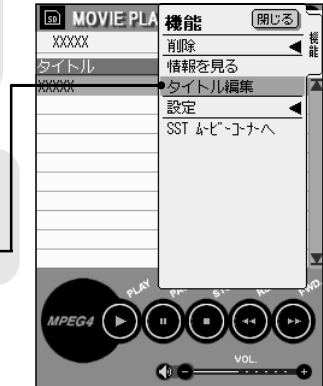 SD MOVIE PLA
XXXXX
タイトル
XXXXX
機能
閉じる
機能
削除
情報を見る
タイトル編集
設定
SST ﾑｰﾋﾞｰｺｰﾅｰへ
MPEG4
PLAY
PA
ST
RE
FWD.
VOL.